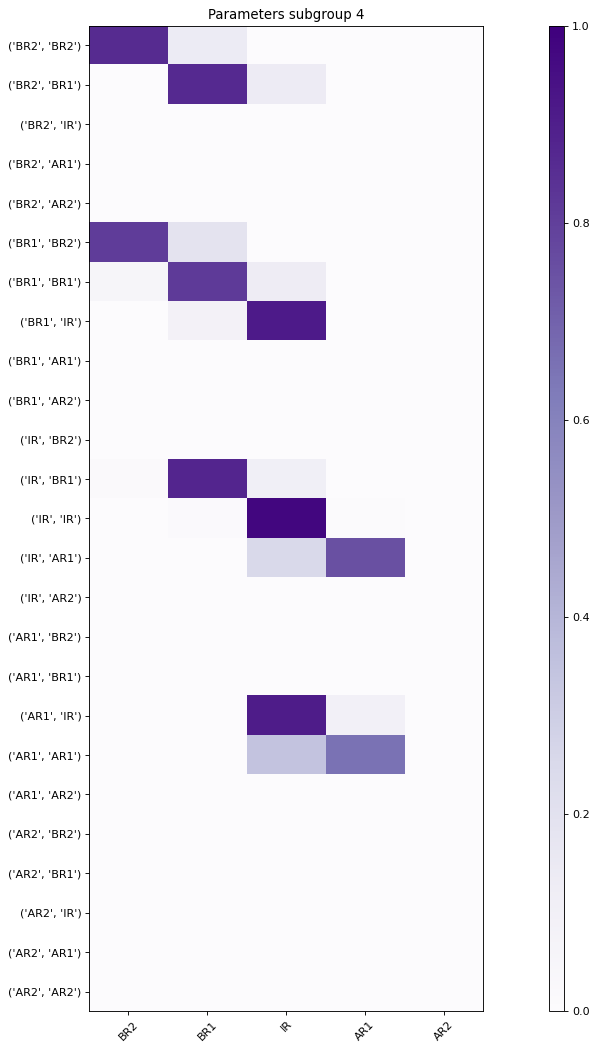 Parameters subgroup 4
('BR2', 'BR2')
('BR2', 'BR1')
('BR2', 'IR')
('BR2', 'AR1')
('BR2', 'AR2')
('BR1', 'BR2')
('BR1', 'BR1')
('BR1', 'IR')
('BR1', 'AR1')
('BR1', 'AR2')
('IR', 'BR2')
('IR', 'BR1')
('IR', 'IR')
('IR', 'AR1')
('IR', 'AR2')
('AR1', 'BR2')
('AR1', 'BR1')
('AR1', 'IR')
('AR1', 'AR1')
('AR1', 'AR2')
('AR2', 'BR2')
('AR2', 'BR1')
('AR2', 'IR')
('AR2', 'AR1')
('AR2', 'AR2')
BR2
BR1
IR
AR1
AR2
1.0
0.8
0.6
0.4
0.2
0.0